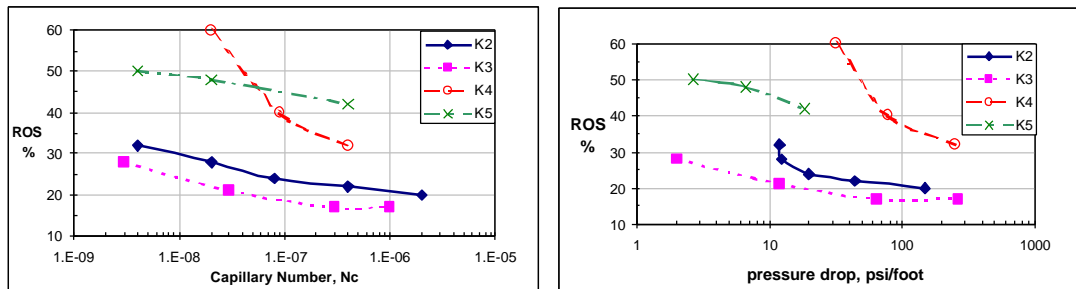 60
50
40
30
20
10
ROS
%
1.E-09 1.E-08 1.E-07 1.E-06 1.E-05
Capillary Number, Nc
K2
K3
K4
K5
60
50
40
30
20
10
ROS
%
1 10 100 1000
pressure drop, psi/foot
K2
K3
K4
K5